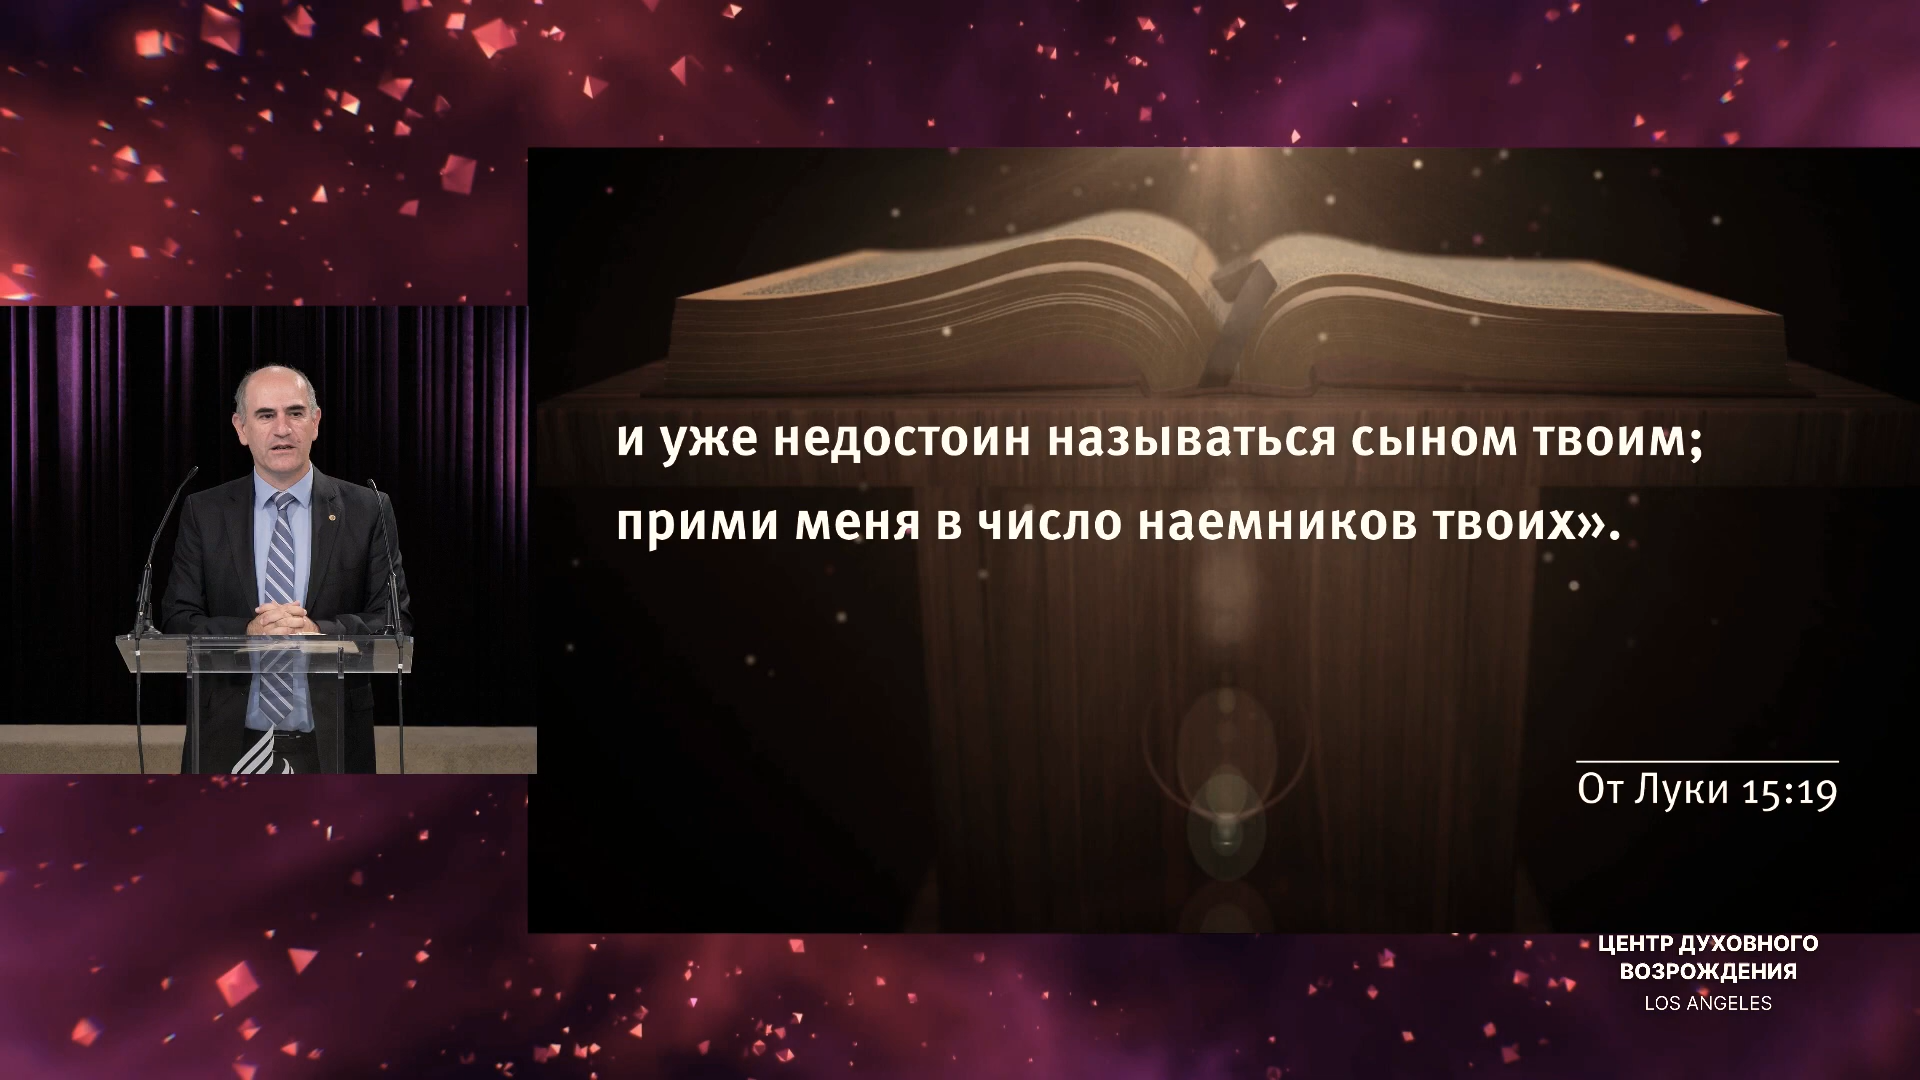 и уже недостоин называться сыном твоим;
прими меня в число наемников твоих».
От Луки 15:19
ЦЕНТР ДУХОВНОГО
ВОЗРОЖДЕНИЯ
LOS ANGELES